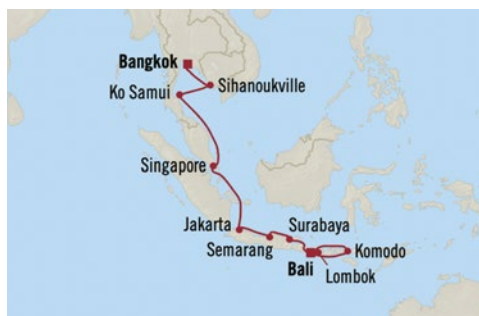 Bangkok
Sihanoukville
Ko Samui
Singapore
Jakarta
Surabaya
Semarang
Komodo
Bali
Lombok